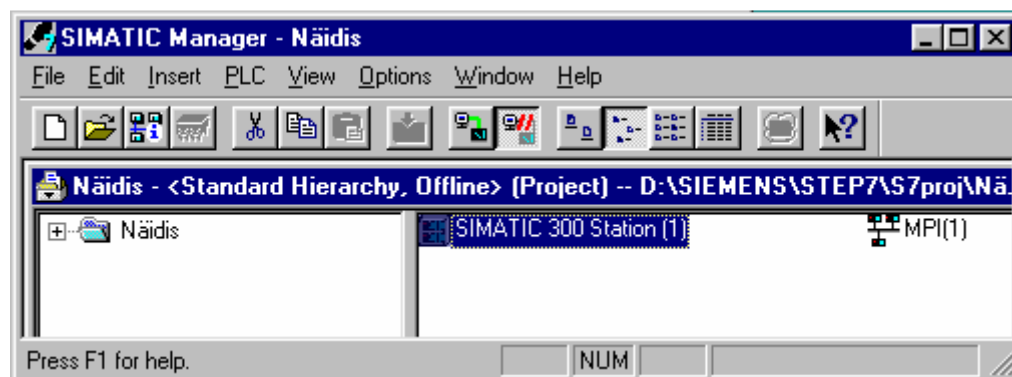 SIMATIC Manager - Näidis
File Edit Insert PLC View Options Window Help
Näidis - <Standard Hierarchy, Offline> (Project) -- D:\SIEMENS\STEP7\S7proj\Nä.
Näidis
SIMATIC 300 Station (1)
MPI(1)
Press F1 for help.
NUM